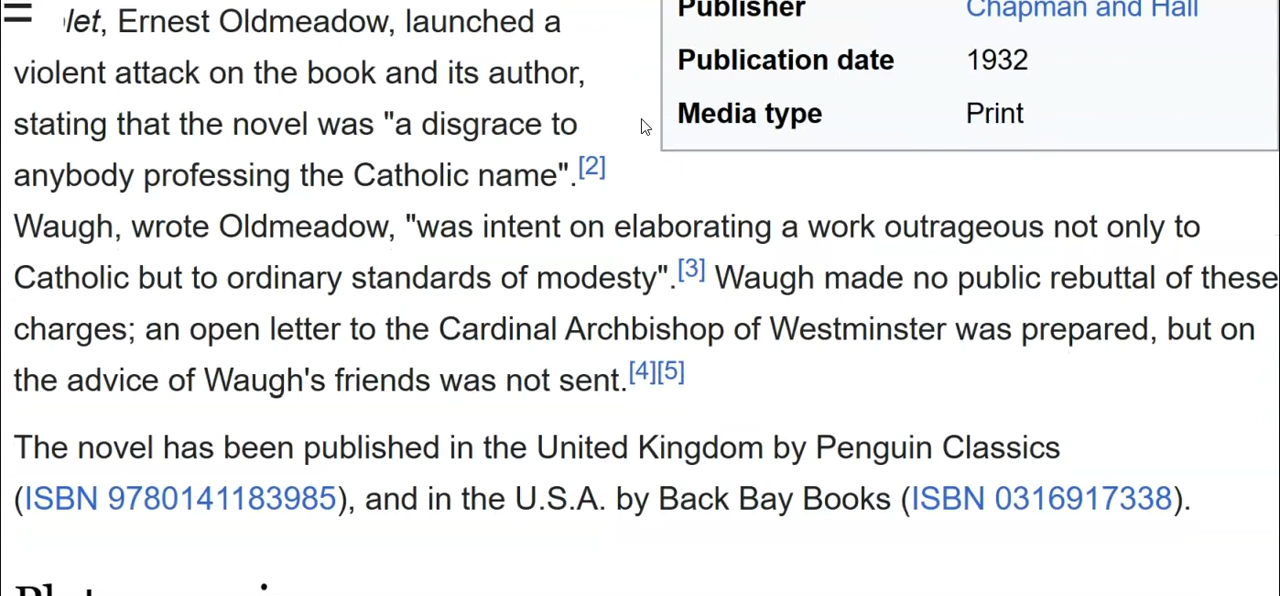 let, Ernest Oldmeadow, launched a
violent attack on the book and its author,
stating that the novel was "a disgrace to
anybody professing the Catholic name".[2]
Waugh, wrote Oldmeadow, "was intent on elaborating a work outrageous not only to
Catholic but to ordinary standards of modesty".[3] Waugh made no public rebuttal of these
charges; an open letter to the Cardinal Archbishop of Westminster was prepared, but on
the advice of Waugh's friends was not sent.[4][5]
The novel has been published in the United Kingdom by Penguin Classics
(ISBN 9780141183985), and in the U.S.A. by Back Bay Books (ISBN 0316917338).
Publisher Chapman and Hall
Publication date 1932
Media type Print